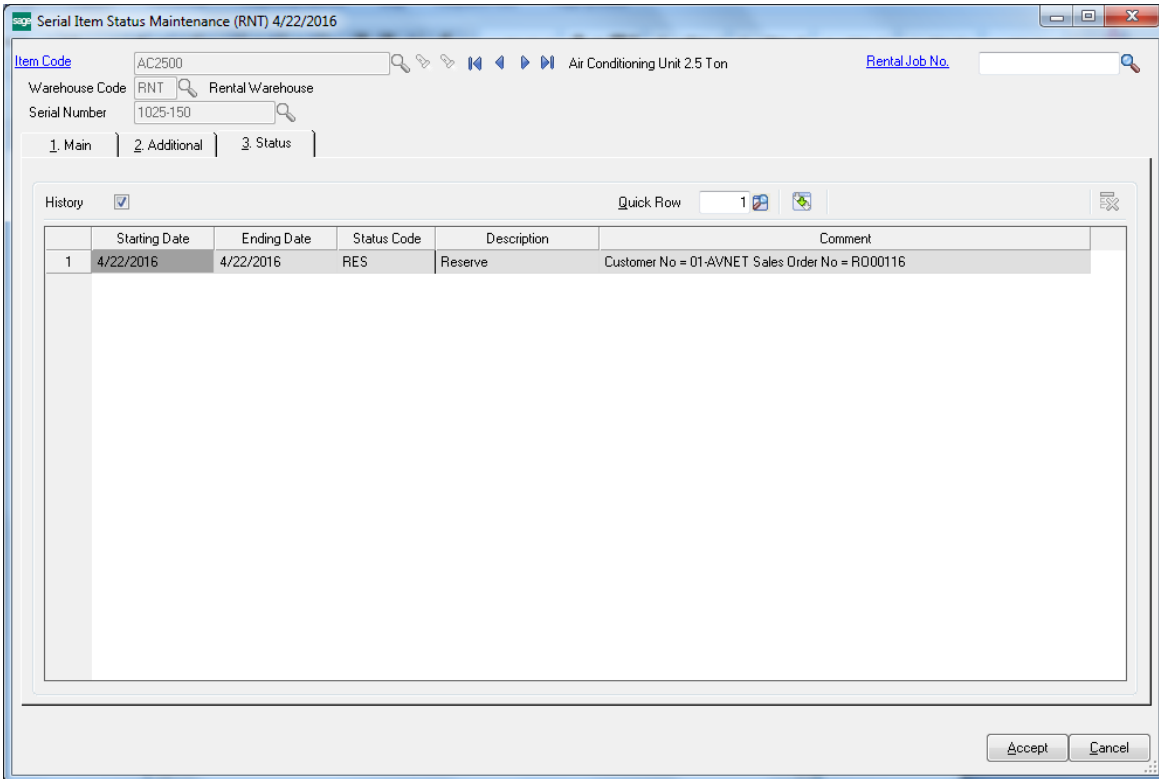 sage Serial Item Status Maintenance (RNT) 4/22/2016
Item Code AC2500 Air Conditioning Unit 2.5 Ton Rental Job No.
Warehouse Code RNT Rental Warehouse
Serial Number 1025-150
1. Main 2. Additional 3. Status
History Quick Row 1
Starting Date Ending Date Status Code Description Comment
1 4/22/2016 4/22/2016 RES Reserve Customer No = 01-AVNET Sales Order No = RO00116
Accept Cancel